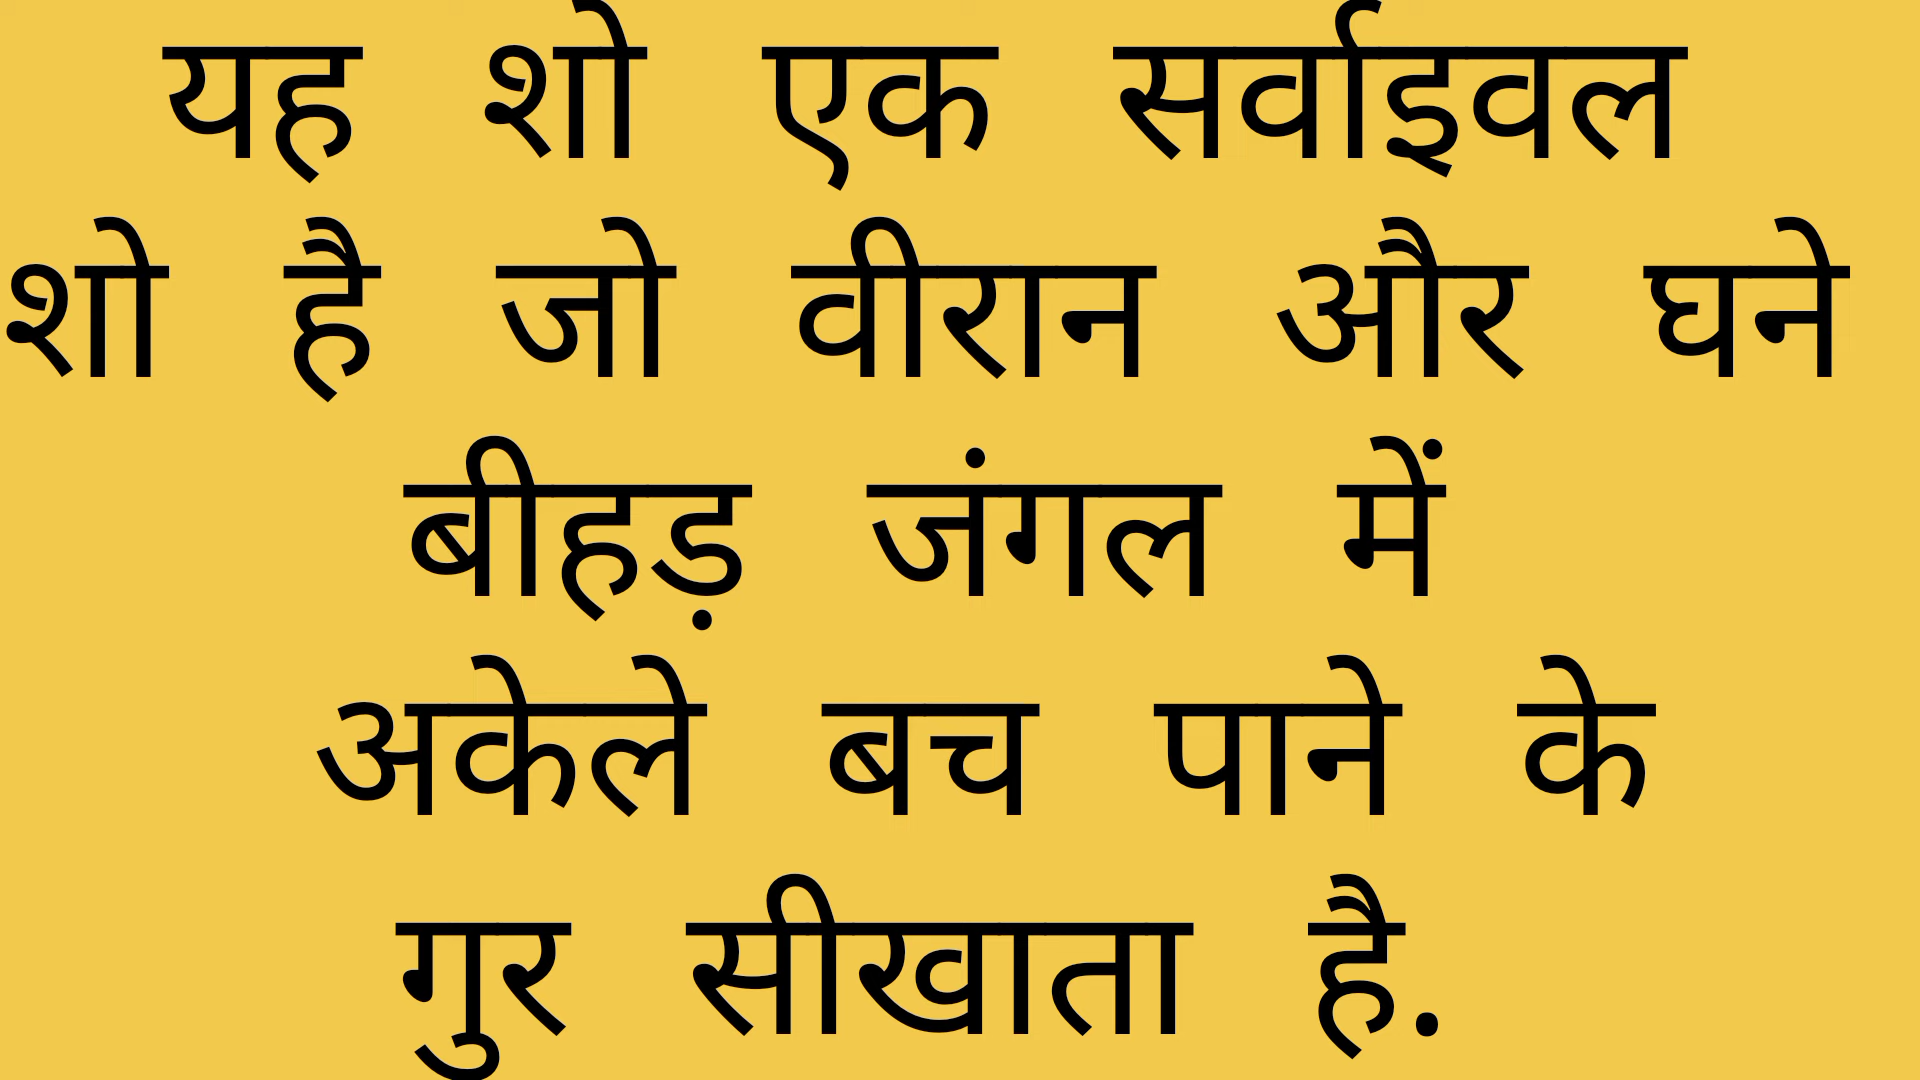 यह शो एक सर्वाइवल
शो है जो वीरान और घने
बीहड़ जंगल में
अकेले बच पाने के
गुर सीखाता है.